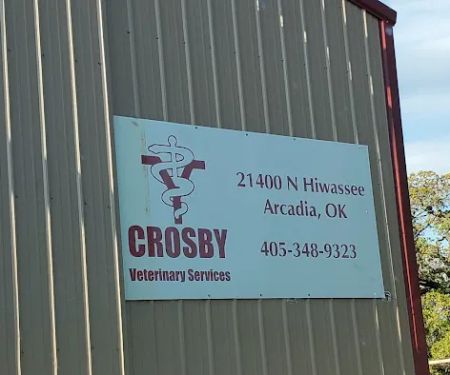 21400 N Hiwassee
Arcadia, OK
405-348-9323
CROSBY
Veterinary Services